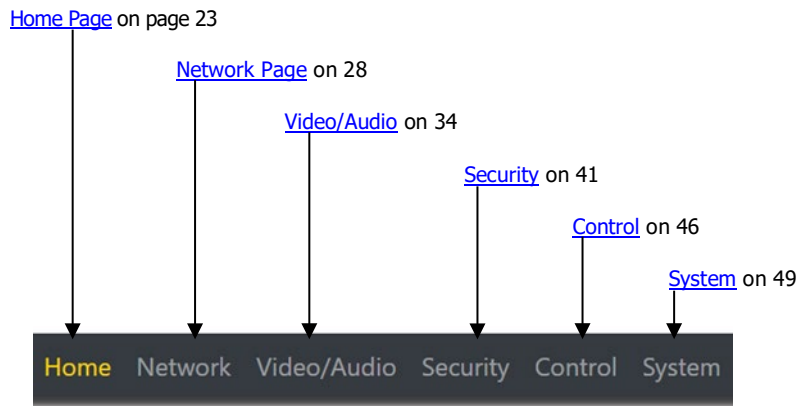 Home Page on page 23
Network Page on 28
Video/Audio on 34
Security on 41
Control on 46
System on 49
Home Network Video/Audio Security Control System